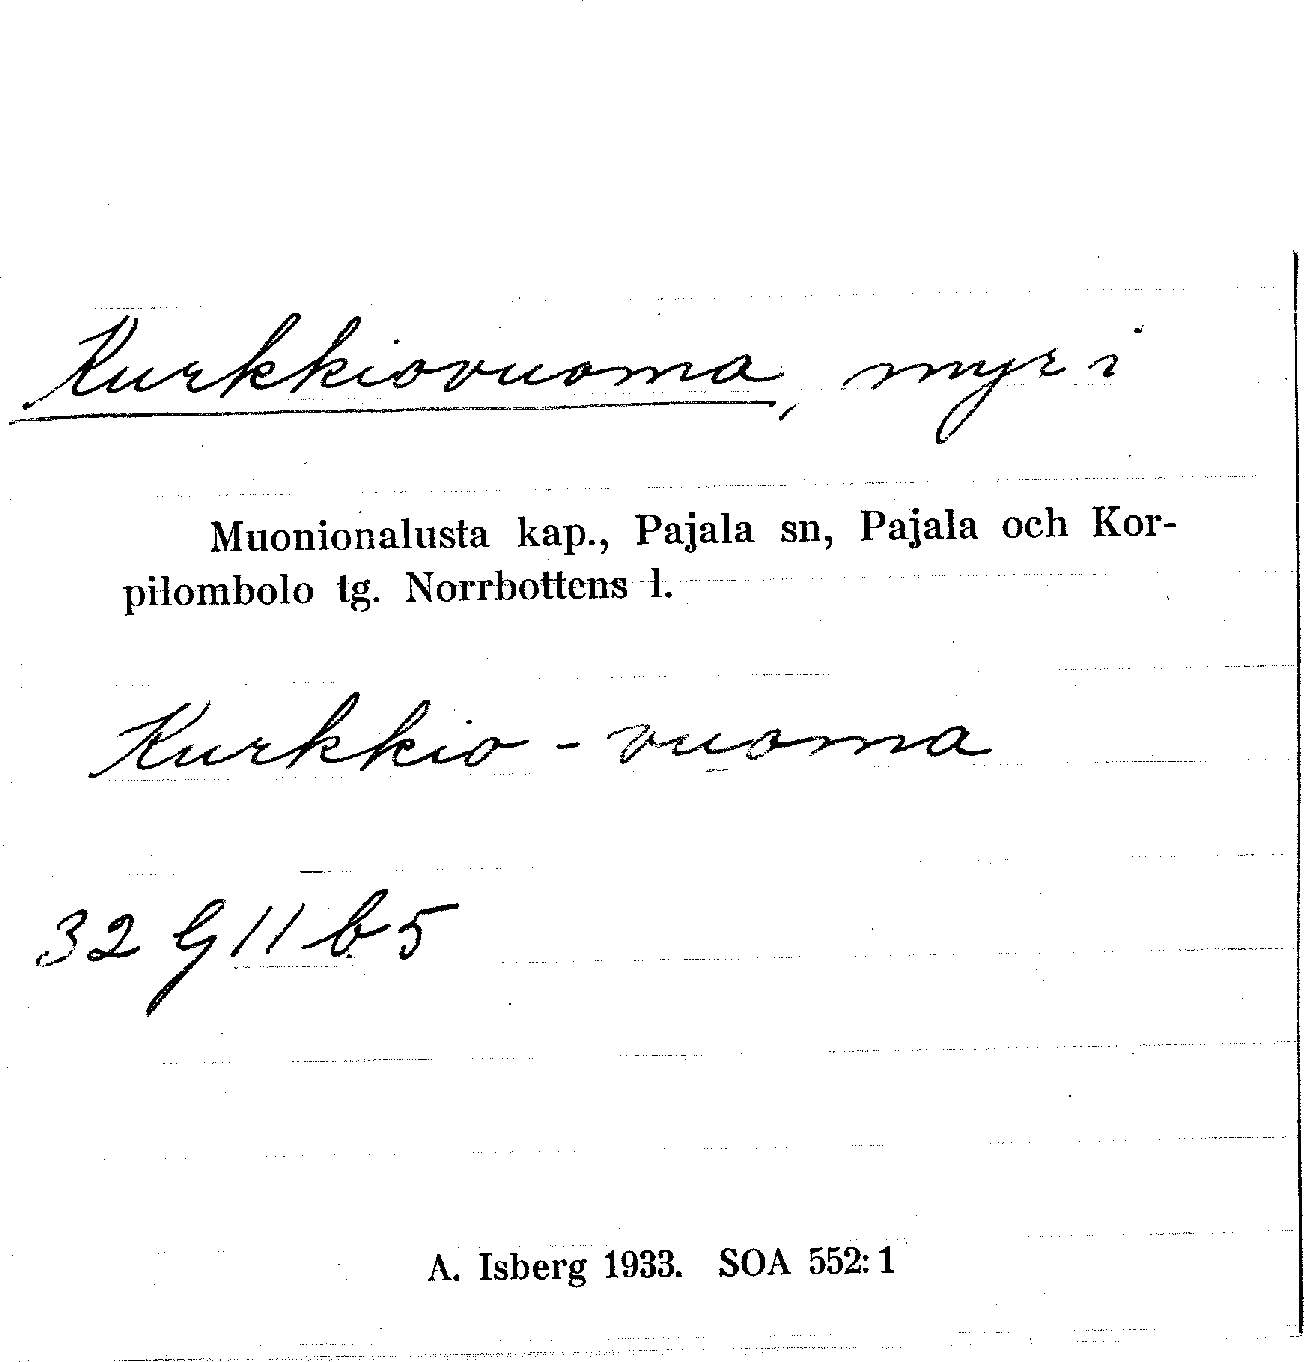 Kurkkiovuoma, myr i
Muonionalusta kap., Pajala sn, Pajala och Kor-
pilombolo tg. Norrbottens l.
Kurkkio - vuoma
32 G 11 b 5
A. Isberg 1933. SOA 552: 1